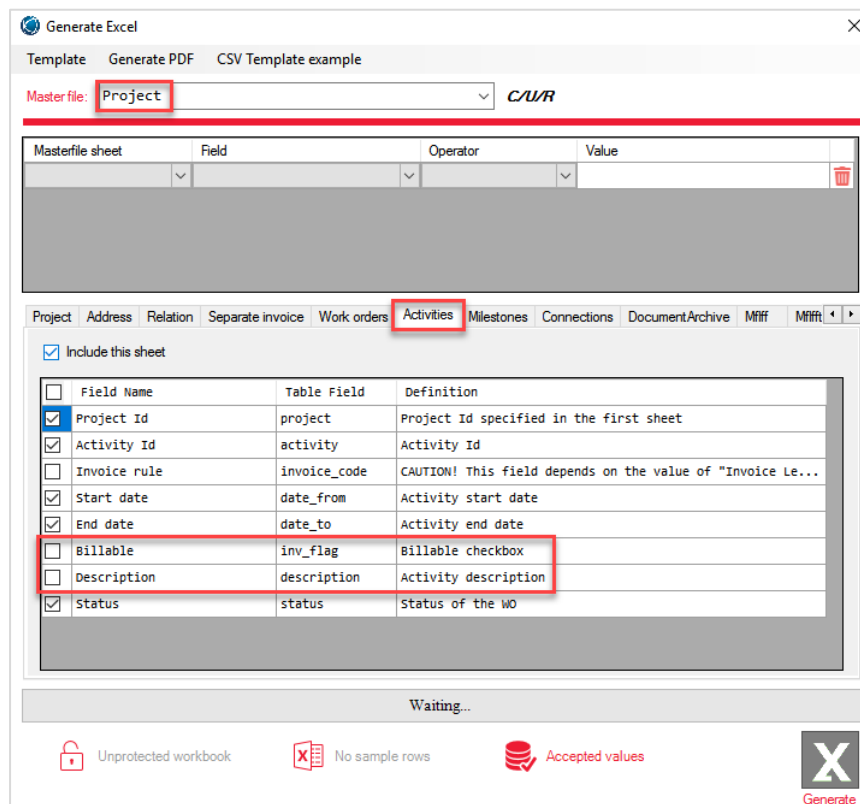 Generate Excel
Template Generate PDF CSV Template example
Master file: Project C/U/R
Masterfile sheet Field Operator Value
Project Address Relation Separate invoice Work orders Activities Milestones Connections DocumentArchive Mflff Mflfft
Include this sheet
Field Name Table Field Definition
Project Id project Project Id specified in the first sheet
Activity Id activity Activity Id
Invoice rule invoice_code CAUTION! This field depends on the value of "Invoice Le...
Start date date_from Activity start date
End date date_to Activity end date
Billable inv_flag Billable checkbox
Description description Activity description
Status status Status of the WO
Waiting...
Unprotected workbook No sample rows Accepted values
Generate